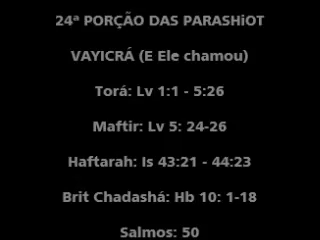 24ª PORÇÃO DAS PARASHiOT
VAYICRÁ (E Ele chamou)
Torá: Lv 1:1 - 5:26
Maftir: Lv 5: 24-26
Haftarah: Is 43:21 - 44:23
Brit Chadashá: Hb 10: 1-18
Salmos: 50